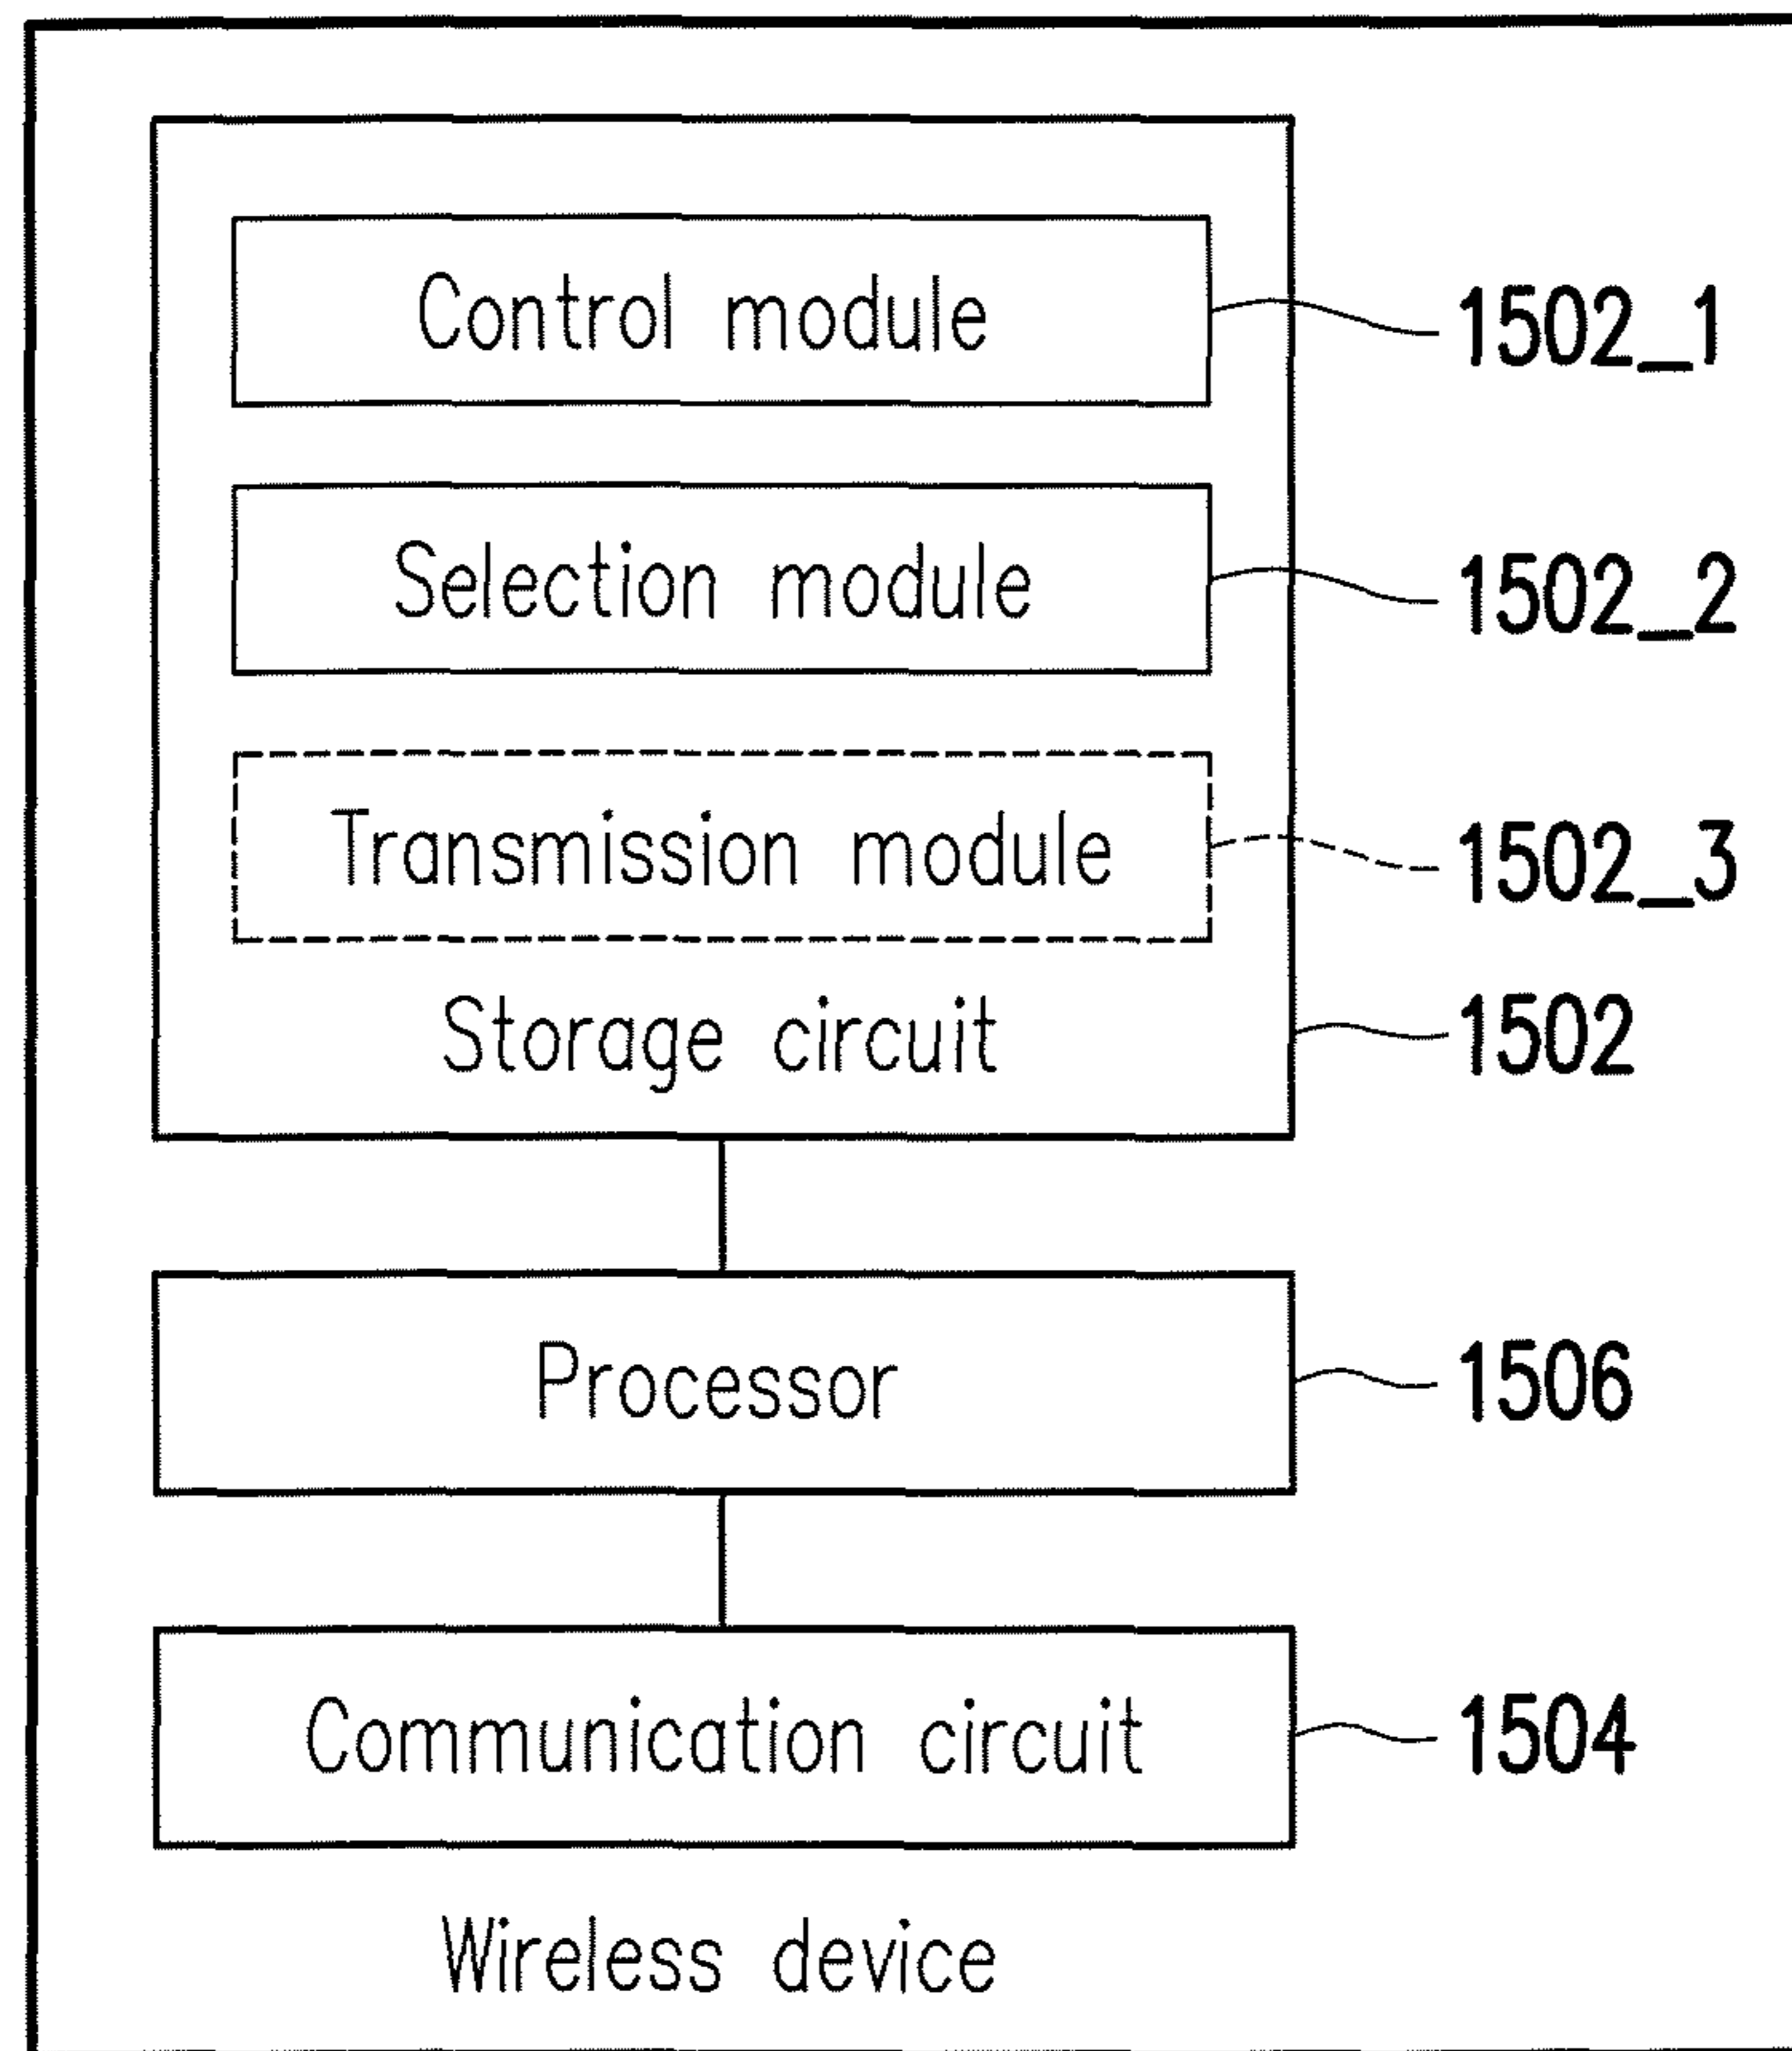 Control module 1502_1
Selection module 1502_2
Transmission module 1502_3
Storage circuit 1502
Processor 1506
Communication circuit 1504
Wireless device